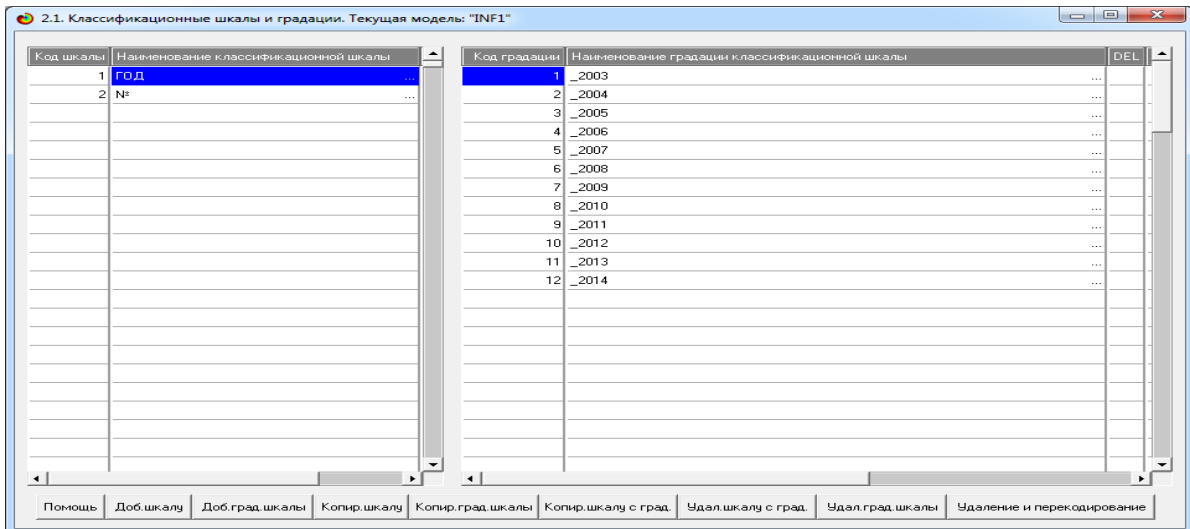 2.1. Классификационные шкалы и градации. Текущая модель: "INF1"
Код шкалы Наименование классификационной шкалы
1 ГОД ...
2 № ...
Код градации Наименование градации классификационной шкалы DEL
1 _2003 ...
2 _2004 ...
3 _2005 ...
4 _2006 ...
5 _2007 ...
6 _2008 ...
7 _2009 ...
8 _2010 ...
9 _2011 ...
10 _2012 ...
11 _2013 ...
12 _2014 ...
Помощь Доб.шкалу Доб.град.шкалы Копир.шкалу Копир.град.шкалы Копир.шкалу с град. Удал.шкалу с град. Удал.град.шкалы Удаление и перекодирование